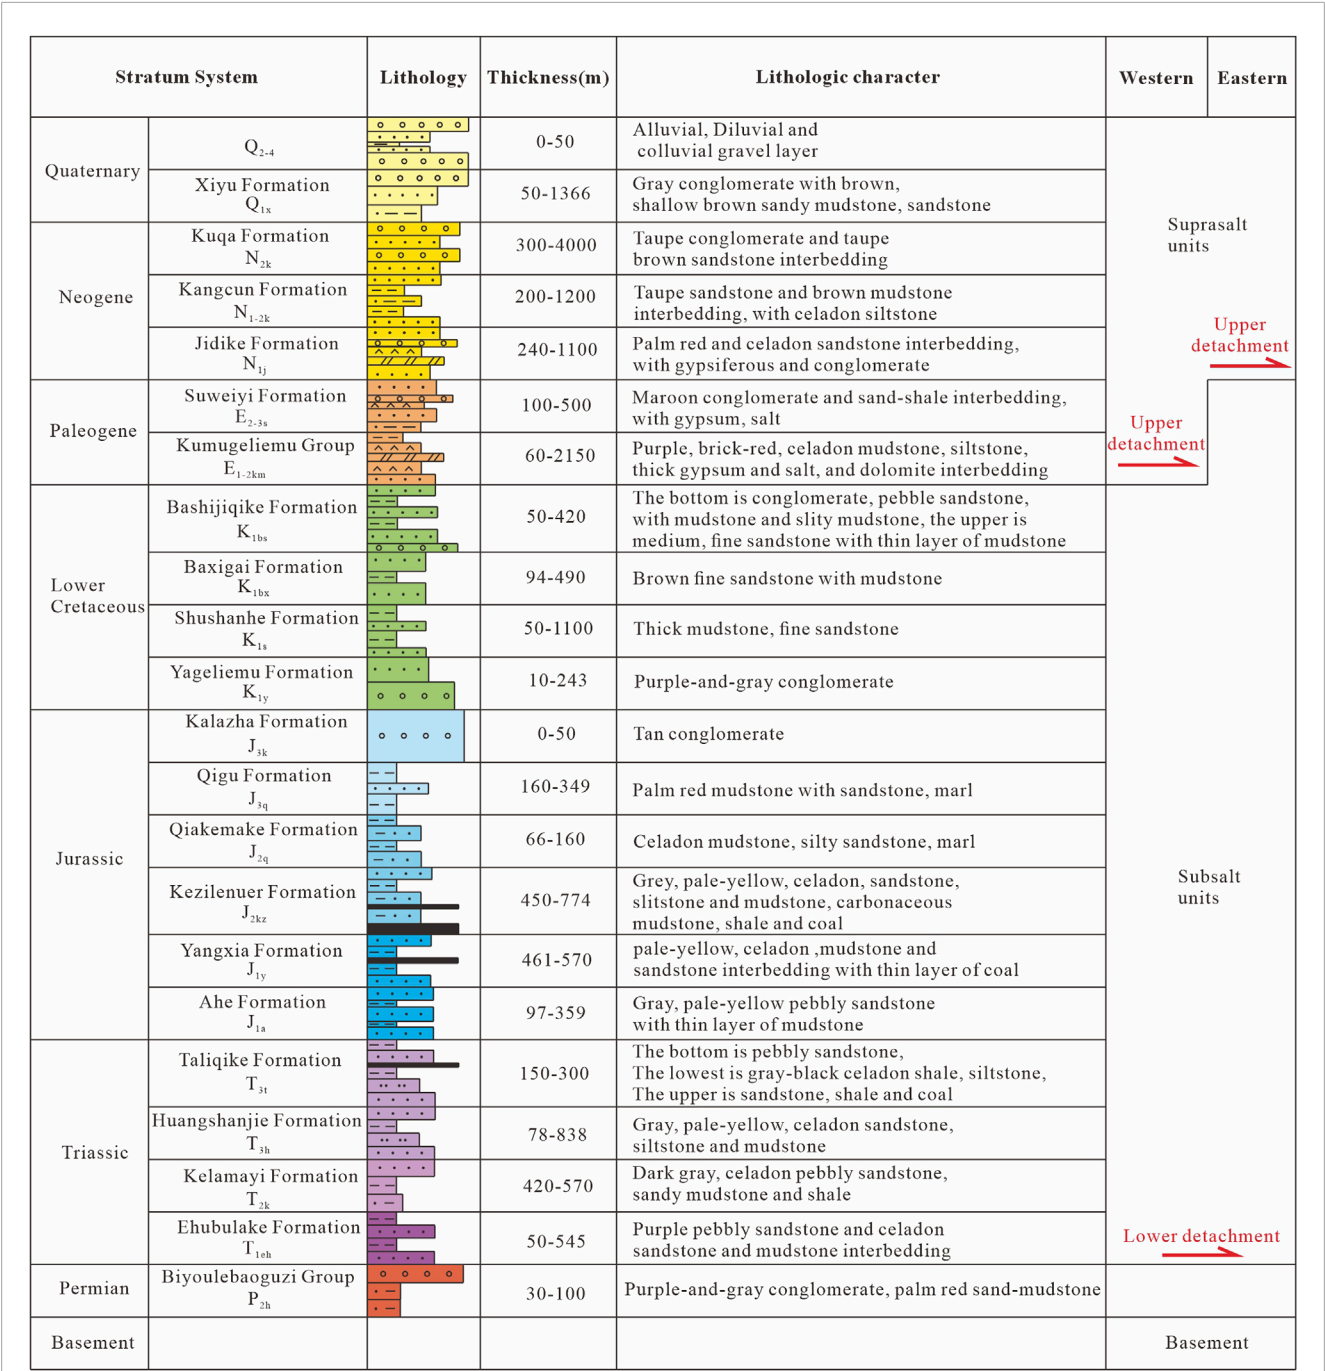 Stratum System Lithology Thickness(m) Lithologic character Western Eastern
Quaternary
Q2-4
0-50
Alluvial, Diluvial and
colluvial gravel layer
Xiyu Formation
Q1x
50-1366
Gray conglomerate with brown,
shallow brown sandy mudstone, sandstone
Suprasalt
units
Neogene
Kuqa Formation
N2k
300-4000
Taupe conglomerate and taupe
brown sandstone interbedding
Kangcun Formation
N1-2k
200-1200
Taupe sandstone and brown mudstone
interbedding, with celadon siltstone
Jidike Formation
N1j
240-1100
Palm red and celadon sandstone interbedding,
with gypsiferous and conglomerate
Upper
detachment
Paleogene
Suweiyi Formation
E2-3s
100-500
Maroon conglomerate and sand-shale interbedding,
with gypsum, salt
Kumugeliemu Group
E1-2km
60-2150
Purple, brick-red, celadon mudstone, siltstone,
thick gypsum and salt, and dolomite interbedding
Upper
detachment
Lower
Cretaceous
Bashijiqike Formation
K1bs
50-420
The bottom is conglomerate, pebble sandstone,
with mudstone and slity mudstone, the upper is
medium, fine sandstone with thin layer of mudstone
Baxigai Formation
K1bx
94-490
Brown fine sandstone with mudstone
Shushanhe Formation
K1s
50-1100
Thick mudstone, fine sandstone
Yageliemu Formation
K1y
10-243
Purple-and-gray conglomerate
Jurassic
Kalazha Formation
J3k
0-50
Tan conglomerate
Qigu Formation
J3q
160-349
Palm red mudstone with sandstone, marl
Qiakemake Formation
J2q
66-160
Celadon mudstone, silty sandstone, marl
Kezilenuer Formation
J2kz
450-774
Grey, pale-yellow, celadon, sandstone,
slitstone and mudstone, carbonaceous
mudstone, shale and coal
Subsalt
units
Yangxia Formation
J1y
461-570
pale-yellow, celadon ,mudstone and
sandstone interbedding with thin layer of coal
Ahe Formation
J1a
97-359
Gray, pale-yellow pebbly sandstone
with thin layer of mudstone
Triassic
Taliqike Formation
T3t
150-300
The bottom is pebbly sandstone,
The lowest is gray-black celadon shale, siltstone,
The upper is sandstone, shale and coal
Huangshanjie Formation
T3h
78-838
Gray, pale-yellow, celadon sandstone,
siltstone and mudstone
Kelamayi Formation
T2k
420-570
Dark gray, celadon pebbly sandstone,
sandy mudstone and shale
Ehubulake Formation
T1eh
50-545
Purple pebbly sandstone and celadon
sandstone and mudstone interbedding
Lower detachment
Permian
Biyoulebaoguzi Group
P2h
30-100
Purple-and-gray conglomerate, palm red sand-mudstone
Basement
Basement